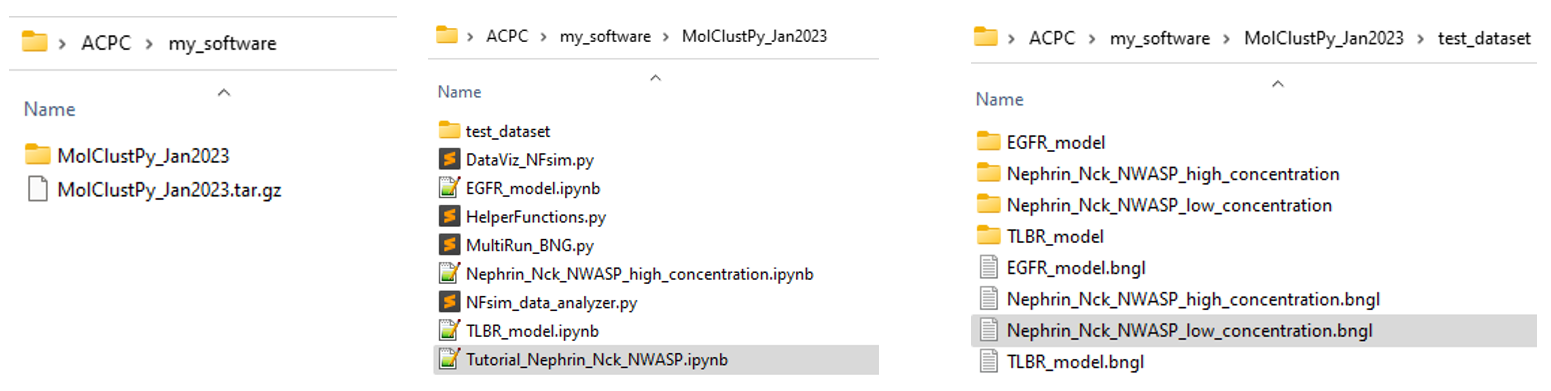 ACPC > my_software
Name
MolClustPy_Jan2023
MolClustPy_Jan2023.tar.gz
ACPC > my_software > MolClustPy_Jan2023
Name
test_dataset
DataViz_NFsim.py
EGFR_model.ipynb
HelperFunctions.py
MultiRun_BNG.py
Nephrin_Nck_NWASP_high_concentration.ipynb
NFsim_data_analyzer.py
TLBR_model.ipynb
Tutorial_Nephrin_Nck_NWASP.ipynb
ACPC > my_software > MolClustPy_Jan2023 > test_dataset
Name
EGFR_model
Nephrin_Nck_NWASP_high_concentration
Nephrin_Nck_NWASP_low_concentration
TLBR_model
EGFR_model.bngl
Nephrin_Nck_NWASP_high_concentration.bngl
Nephrin_Nck_NWASP_low_concentration.bngl
TLBR_model.bngl